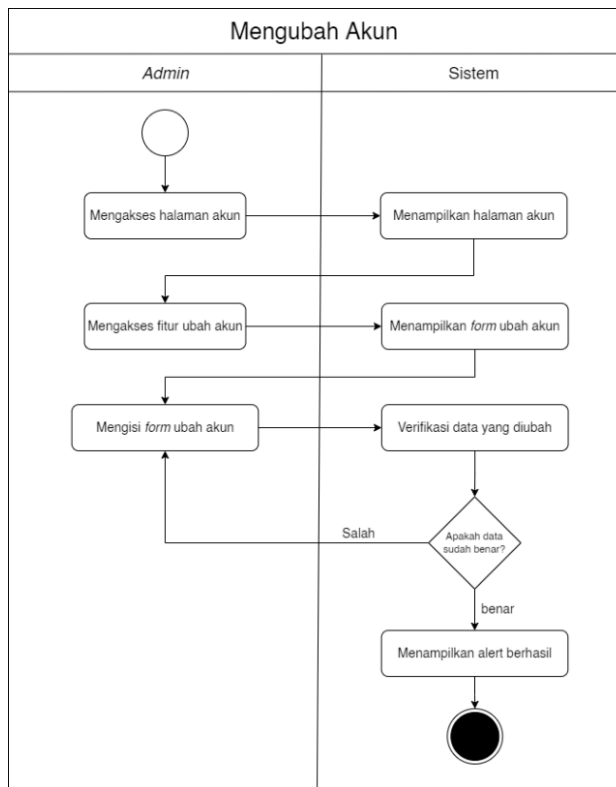 Mengubah Akun
Admin
Sistem
Mengakses halaman akun
Menampilkan halaman akun
Mengakses fitur ubah akun
Menampilkan form ubah akun
Mengisi form ubah akun
Verifikasi data yang diubah
Salah
Apakah data
sudah benar?
benar
Menampilkan alert berhasil